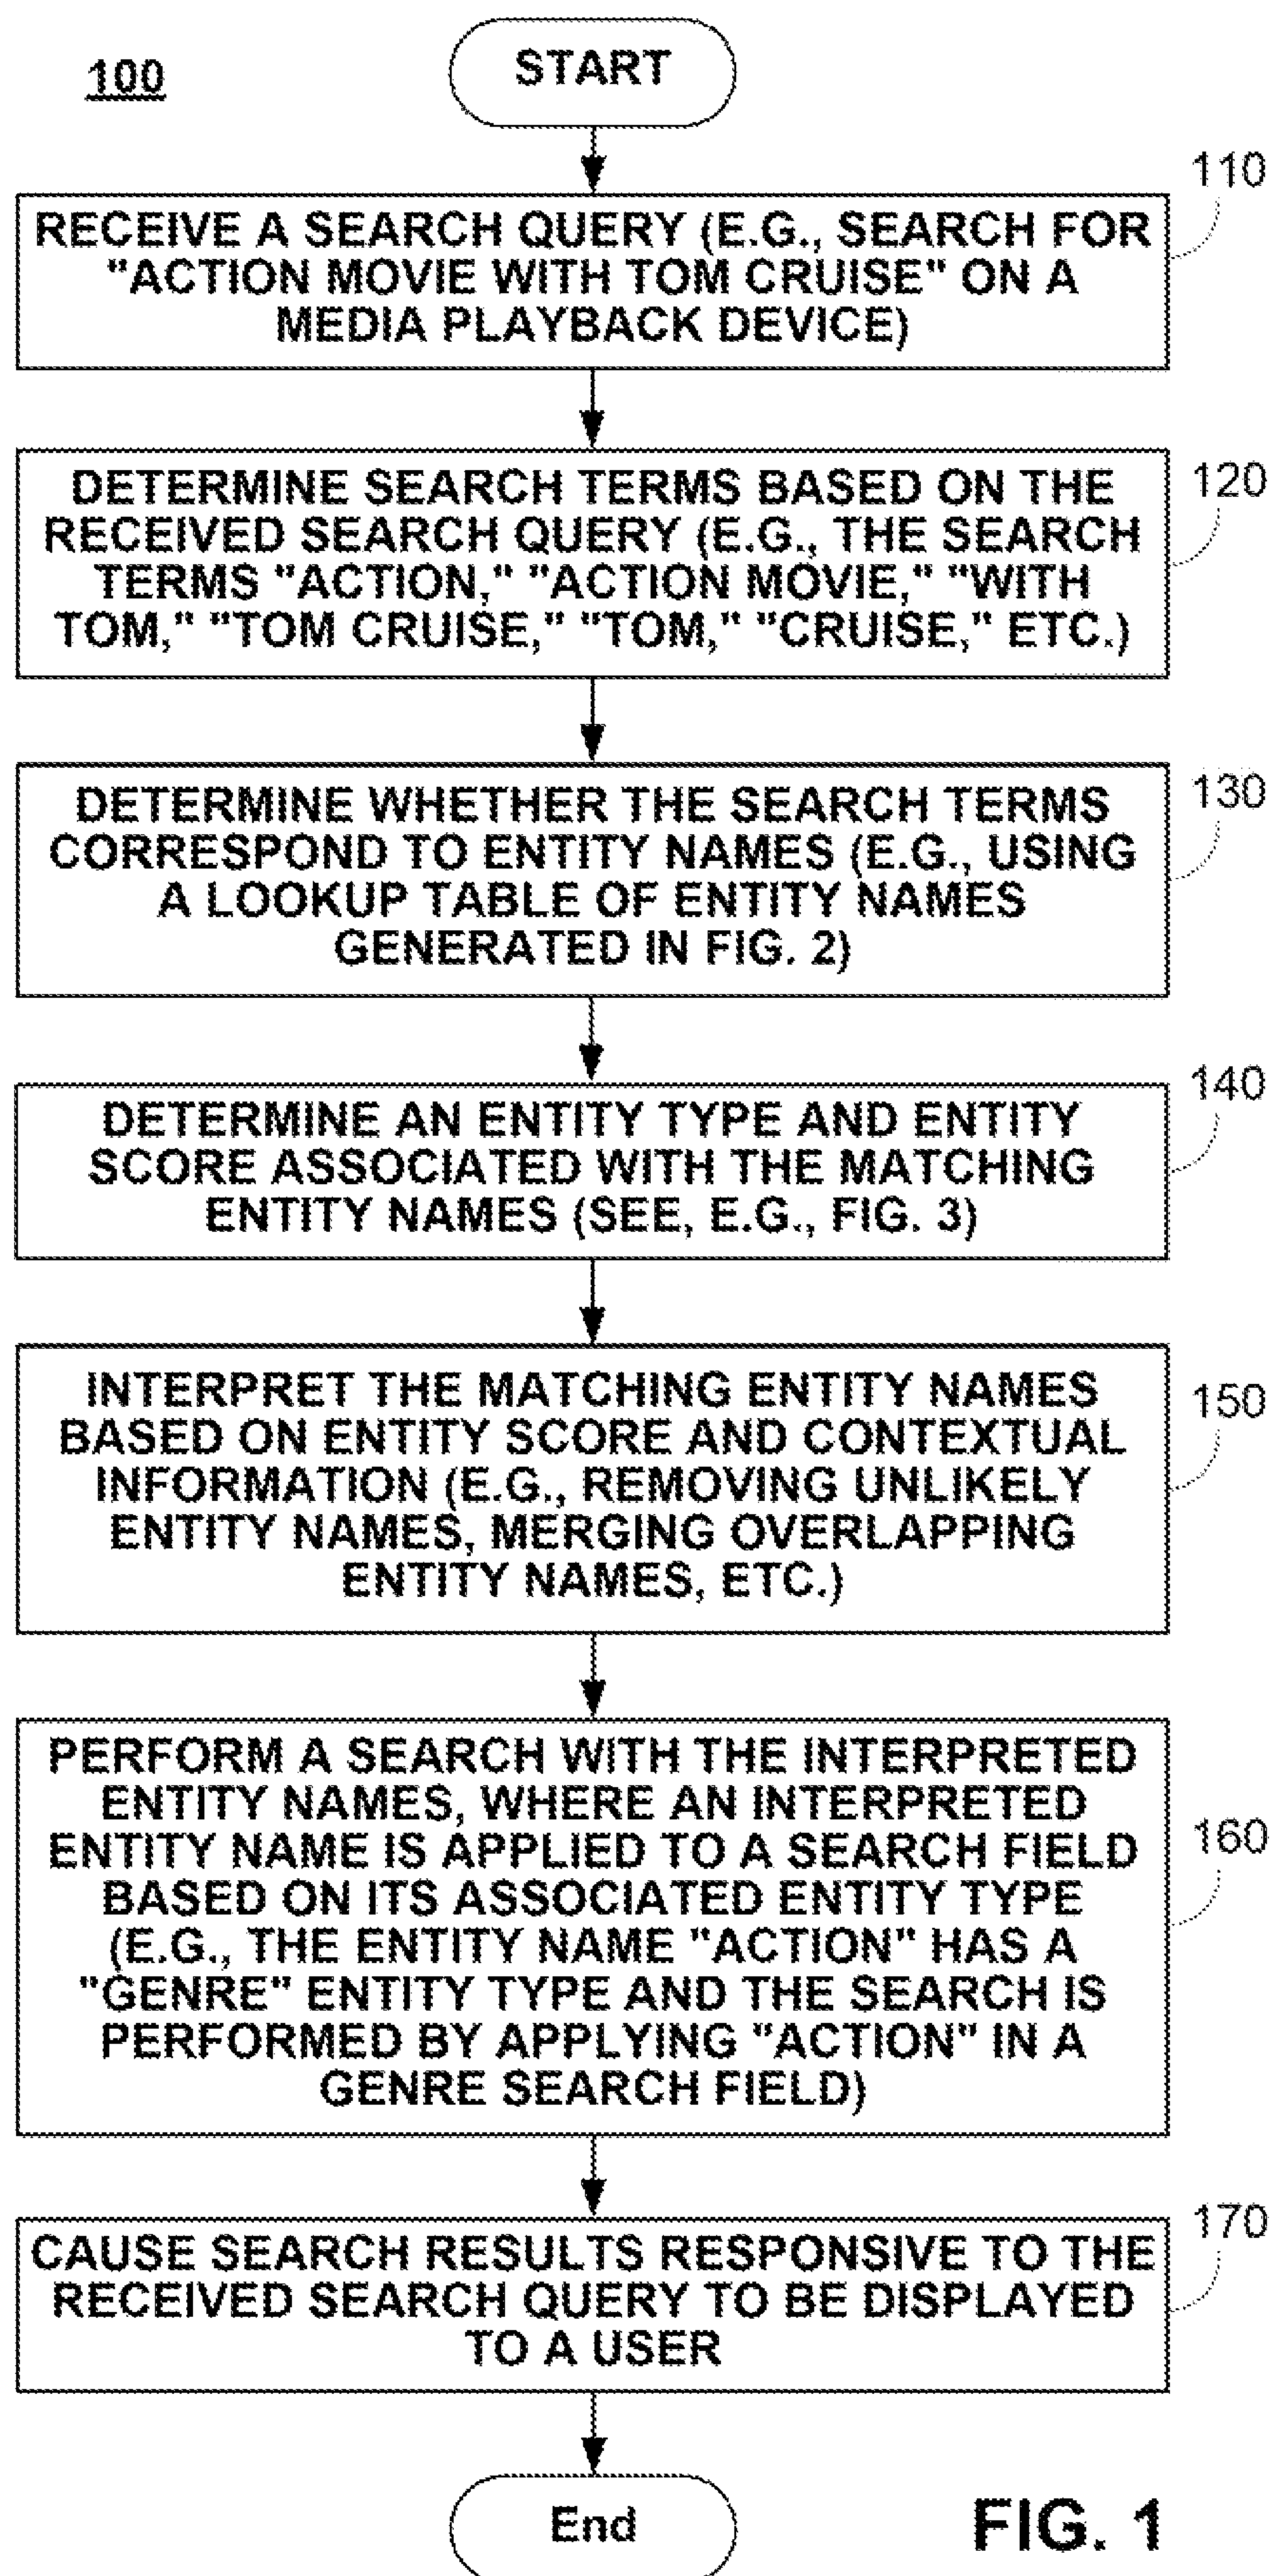 100
START
110
RECEIVE A SEARCH QUERY (E.G., SEARCH FOR
"ACTION MOVIE WITH TOM CRUISE" ON A
MEDIA PLAYBACK DEVICE)
120
DETERMINE SEARCH TERMS BASED ON THE
RECEIVED SEARCH QUERY (E.G., THE SEARCH
TERMS "ACTION," "ACTION MOVIE," "WITH
TOM," "TOM CRUISE," "TOM," "CRUISE," ETC.)
130
DETERMINE WHETHER THE SEARCH TERMS
CORRESPOND TO ENTITY NAMES (E.G., USING
A LOOKUP TABLE OF ENTITY NAMES
GENERATED IN FIG. 2)
140
DETERMINE AN ENTITY TYPE AND ENTITY
SCORE ASSOCIATED WITH THE MATCHING
ENTITY NAMES (SEE, E.G., FIG. 3)
150
INTERPRET THE MATCHING ENTITY NAMES
BASED ON ENTITY SCORE AND CONTEXTUAL
INFORMATION (E.G., REMOVING UNLIKELY
ENTITY NAMES, MERGING OVERLAPPING
ENTITY NAMES, ETC.)
160
PERFORM A SEARCH WITH THE INTERPRETED
ENTITY NAMES, WHERE AN INTERPRETED
ENTITY NAME IS APPLIED TO A SEARCH FIELD
BASED ON ITS ASSOCIATED ENTITY TYPE
(E.G., THE ENTITY NAME "ACTION" HAS A
"GENRE" ENTITY TYPE AND THE SEARCH IS
PERFORMED BY APPLYING "ACTION" IN A
GENRE SEARCH FIELD)
170
CAUSE SEARCH RESULTS RESPONSIVE TO THE
RECEIVED SEARCH QUERY TO BE DISPLAYED
TO A USER
End
FIG. 1